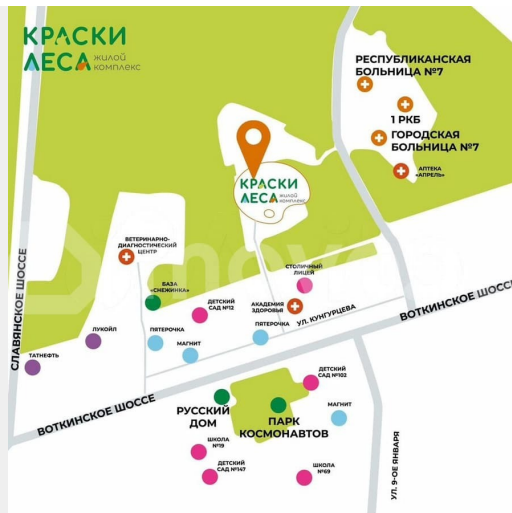 КРАСКИ
ЛЕСА жилой
комплекс
РЕСПУБЛИКАНСКАЯ
БОЛЬНИЦА №7
1 РКБ
ГОРОДСКАЯ
БОЛЬНИЦА №7
АПТЕКА
«АПРЕЛЬ»
КРАСКИ
ЛЕСА жилой
комплекс
ВЕТЕРИНАРНО-
ДИАГНОСТИЧЕСКИЙ
ЦЕНТР
СТОЛИЧНЫЙ
ЛИЦЕЙ
БАЗА
«СНЕЖИНКА»
ДЕТСКИЙ
САД №12
АКАДЕМИЯ
ЗДОРОВЬЯ
УЛ. КУНГУРЦЕВА
ВОТКИНСКОЕ ШОССЕ
СЛАВЯНСКОЕ ШОССЕ
ЛУКОЙЛ
ПЯТЕРОЧКА
ПЯТЕРОЧКА
ТАТНЕФТЬ
МАГНИТ
ВОТКИНСКОЕ ШОССЕ
ДЕТСКИЙ
САД №102
РУССКИЙ
ДОМ
ПАРК
КОСМОНАВТОВ
МАГНИТ
ШКОЛА
№19
ДЕТСКИЙ
САД №147
ШКОЛА
№69
УЛ. 9-ОЕ ЯНВАРЯ